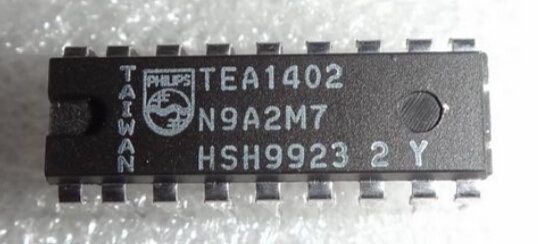 TAIWAN
PHILIPS
TEA1402
N9A2M7
HSH9923 2 Y